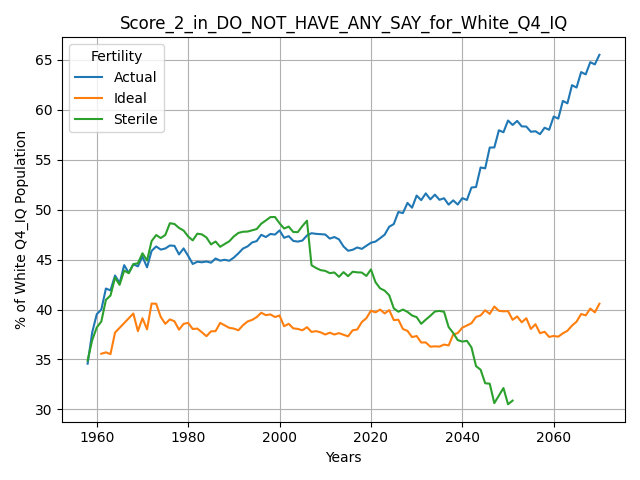 Score_2_in_DO_NOT_HAVE_ANY_SAY_for_White_Q4_IQ
Fertility
Actual
Ideal
Sterile
% of White Q4_IQ Population
65
60
55
50
45
40
35
30
1960
1980
2000
2020
2040
2060
Years